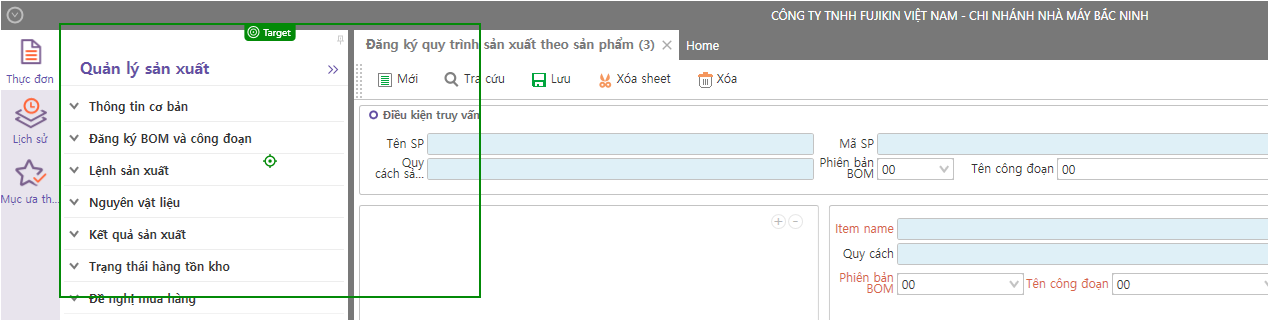 CÔNG TY TNHH FUJIKIN VIỆT NAM - CHI NHÁNH NHÀ MÁY BẮC NINH
Target
Đăng ký quy trình sản xuất theo sản phẩm (3) Home
Thực đơn
Lịch sử
Mục ưa th...
Quản lý sản xuất
Thông tin cơ bản
Đăng ký BOM và công đoạn
Lệnh sản xuất
Nguyên vật liệu
Kết quả sản xuất
Trạng thái hàng tồn kho
Đề nghị mua hàng
Mới Tra cứu Lưu Xóa sheet Xóa
Điều kiện truy vấn
Tên SP Mã SP
Quy cách sả... Phiên bản BOM 00 Tên công đoạn 00
Item name
Quy cách
Phiên bản BOM 00 Tên công đoạn 00